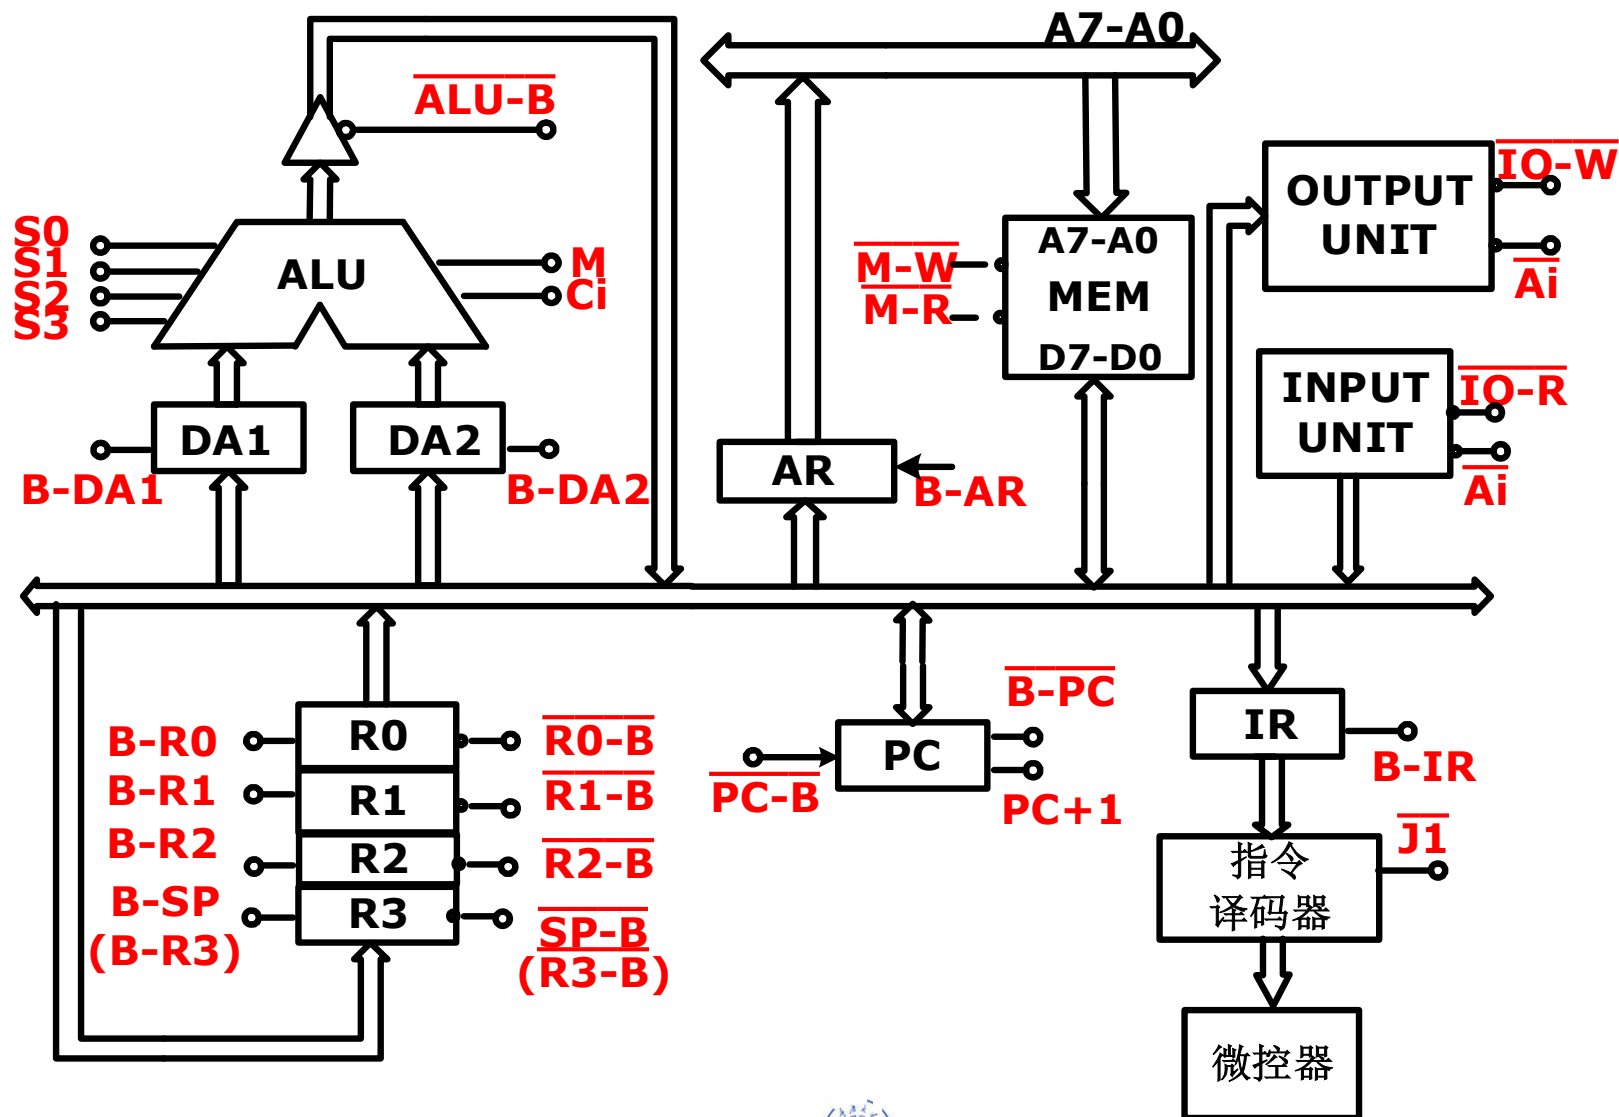 A7-A0
ALU-B
S0
S1
S2
S3
ALU
M
Ci
DA1
DA2
B-DA1
B-DA2
AR
B-AR
M-W
M-R
A7-A0
MEM
D7-D0
OUTPUT
UNIT
IO-W
Ai
INPUT
UNIT
IO-R
Ai
B-R0
B-R1
B-R2
B-SP
(B-R3)
R0
R1
R2
R3
R0-B
R1-B
R2-B
SP-B
(R3-B)
PC
PC-B
B-PC
PC+1
IR
B-IR
指令
译码器
J1
微控器